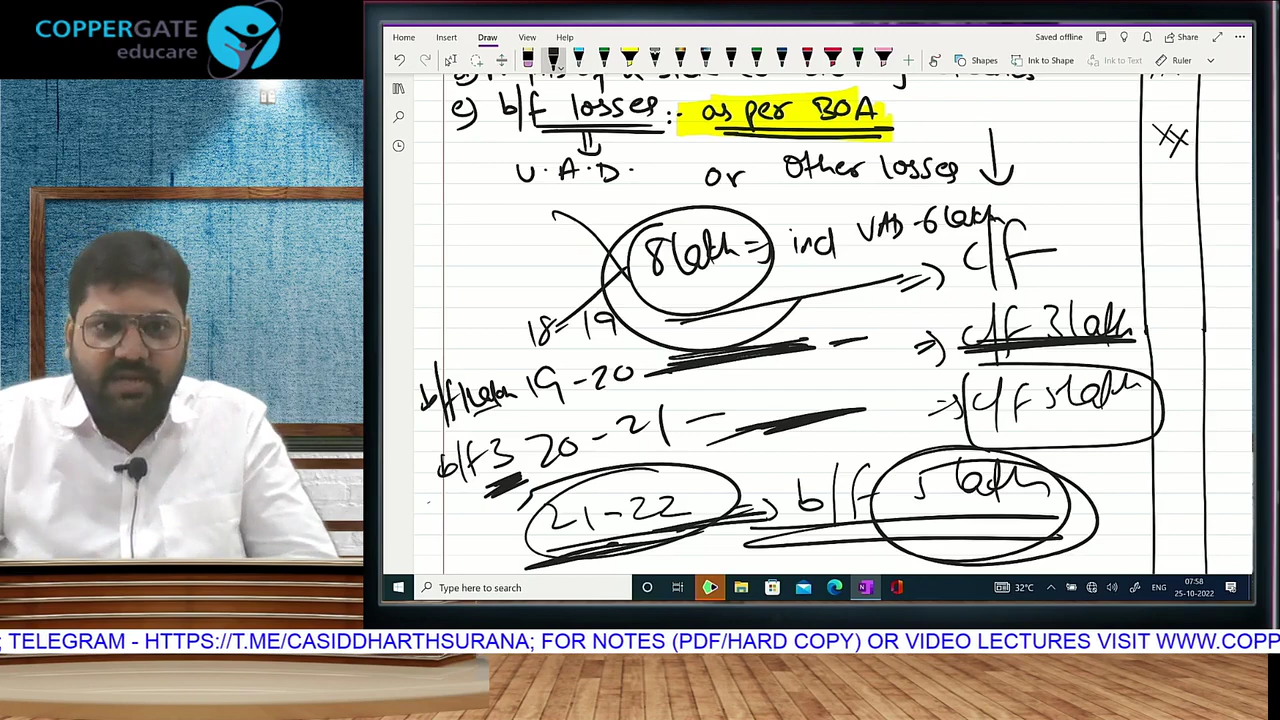 COPPERGATE
educare
Home Insert Draw View Help
Saved offline Share
Shapes Ink to Shape Ink to Text Ruler
e) b/f losses :- as per BOA
U.A.D. or Other losses
8 lakh => incl UAD - 6 lakh
c/f
18 = 19
c/f 3 lakh
b/f 19-20
c/f 5 lakh
b/f 3 20-21
21-22 => b/f 5 lakh
Type here to search
32°C ENG 07:58
25-10-2022
; TELEGRAM - HTTPS://T.ME/CASIDDHARTHSURANA; FOR NOTES (PDF/HARD COPY) OR VIDEO LECTURES VISIT WWW.COPP